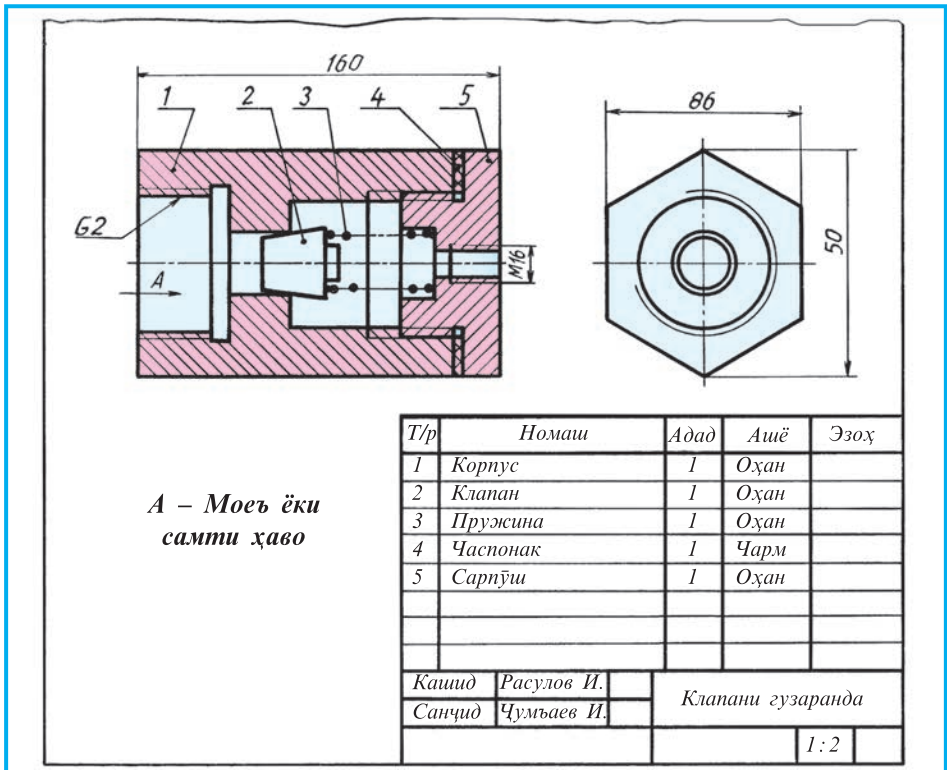 160
1 2 3 4 5
86
G2
A
M16
50
Т/р Номаш Адад Ашё Эзоҳ
1 Корпус 1 Оҳан
2 Клапан 1 Оҳан
3 Пружина 1 Оҳан
4 Часпонак 1 Чарм
5 Сарпӯш 1 Оҳан
А – Моеъ ёки
самти ҳаво
Кашид Расулов И.
Санҷид Ҷумъаев И.
Клапани гузаранда
1 : 2